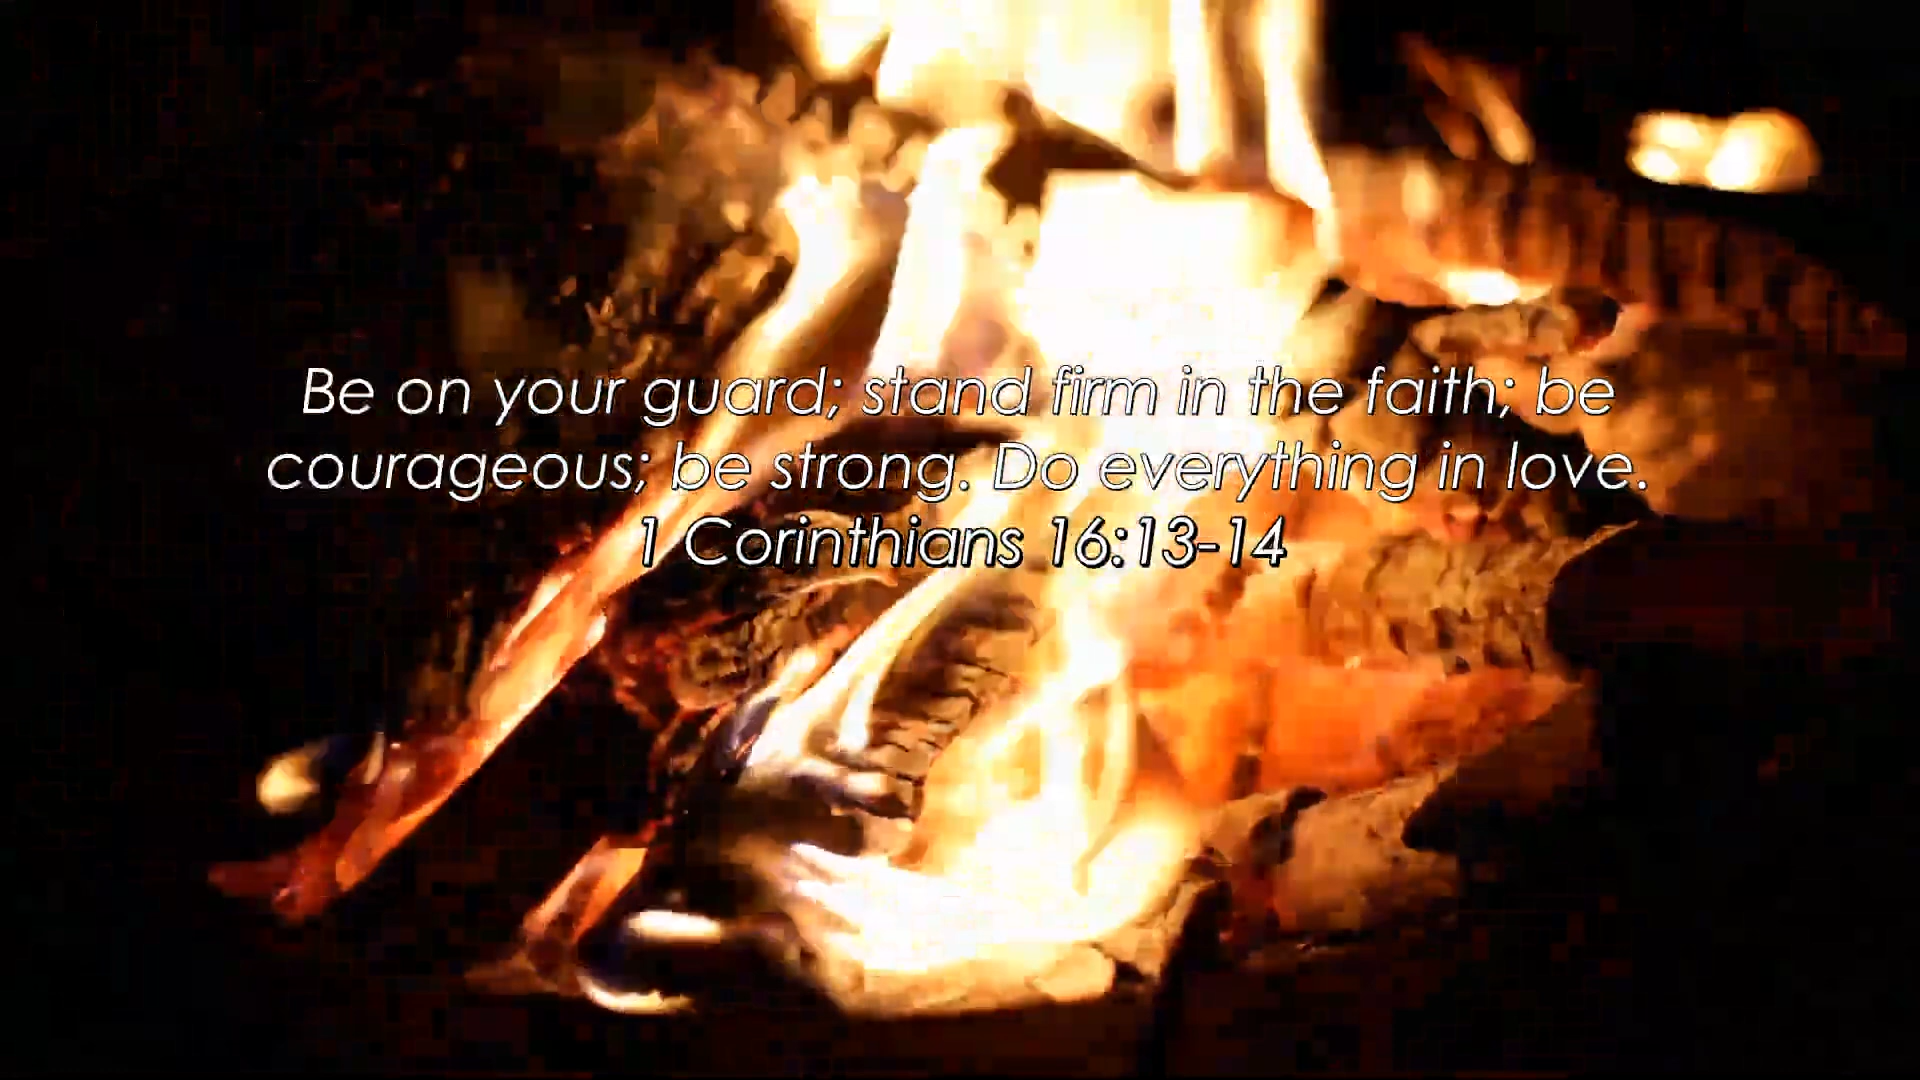 Be on your guard; stand firm in the faith; be
courageous; be strong. Do everything in love.
1 Corinthians 16:13-14